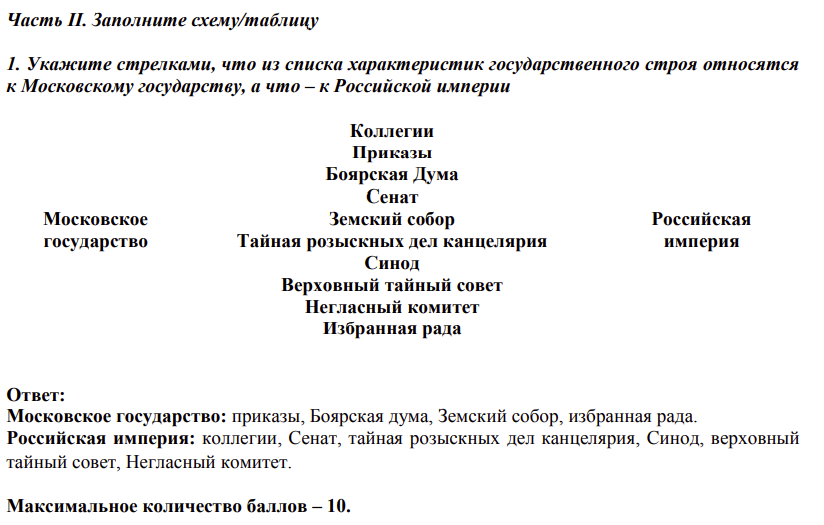 Часть II. Заполните схему/таблицу
1. Укажите стрелками, что из списка характеристик государственного строя относятся
к Московскому государству, а что – к Российской империи
Коллегии
Приказы
Боярская Дума
Сенат
Московское Земский собор Российская
государство Тайная розыскных дел канцелярия империя
Синод
Верховный тайный совет
Негласный комитет
Избранная рада
Ответ:
Московское государство: приказы, Боярская дума, Земский собор, избранная рада.
Российская империя: коллегии, Сенат, тайная розыскных дел канцелярия, Синод, верховный
тайный совет, Негласный комитет.
Максимальное количество баллов – 10.